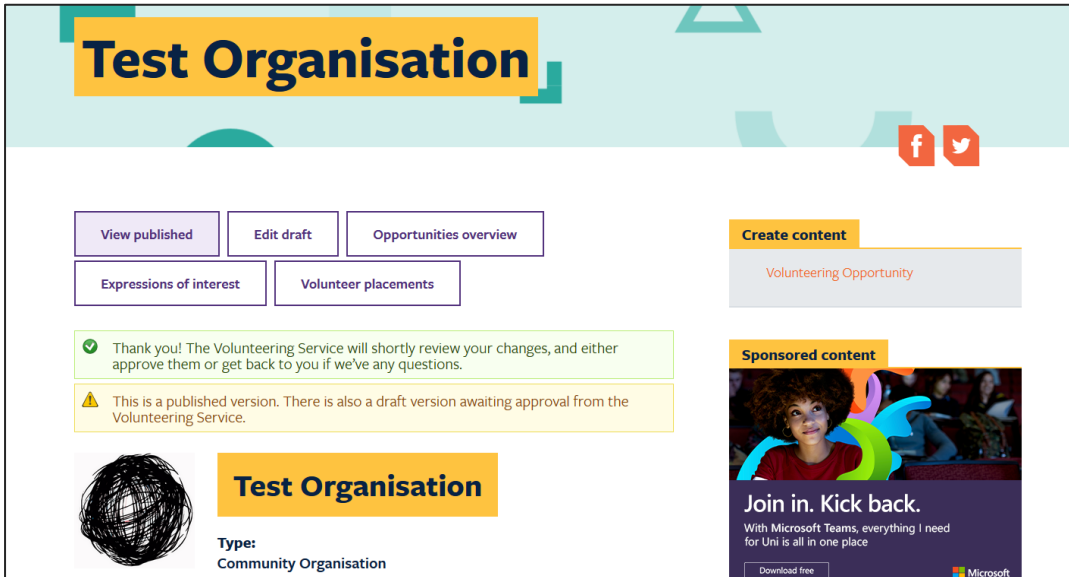 Test Organisation
View published
Edit draft
Opportunities overview
Expressions of interest
Volunteer placements
Thank you! The Volunteering Service will shortly review your changes, and either
approve them or get back to you if we've any questions.
This is a published version. There is also a draft version awaiting approval from the
Volunteering Service.
Test Organisation
Type:
Community Organisation
Create content
Volunteering Opportunity
Sponsored content
Join in. Kick back.
With Microsoft Teams, everything I need
for Uni is all in one place
Download free
Microsoft